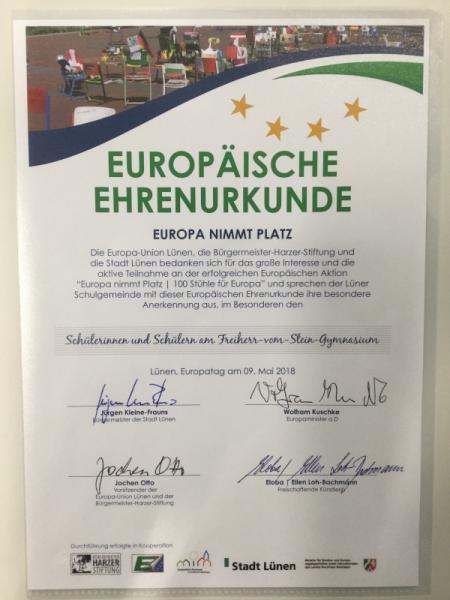 EUROPÄISCHE
EHRENURKUNDE
EUROPA NIMMT PLATZ
Die Europa-Union Lünen, die Bürgermeister-Harzer-Stiftung und
die Stadt Lünen bedanken sich für das große Interesse und die
aktive Teilnahme an der erfolgreichen Europäischen Aktion
"Europa nimmt Platz | 100 Stühle für Europa" und sprechen der Lüner
Schulgemeinde mit dieser Europäischen Ehrenurkunde ihre besondere
Anerkennung aus, im Besonderen den
Schülerinnen und Schülern am Freiherr-vom-Stein-Gymnasium
Lünen, Europatag am 09. Mai 2018
Jürgen Kleine-Frauns
Bürgermeister der Stadt Lünen
Wolfram Kuschke
Europaminister a.D
Jochen Otto
Jochen Otto
Vorsitzender der
Europa-Union Lünen und der
Bürgermeister-Harzer-Stiftung
Eloba | Ellen Loh-Bachmann
Freischaffende Künstlerin
Durchführung erfolgte in Kooperation
HARZER
STIFTUNG
Stadt Lünen